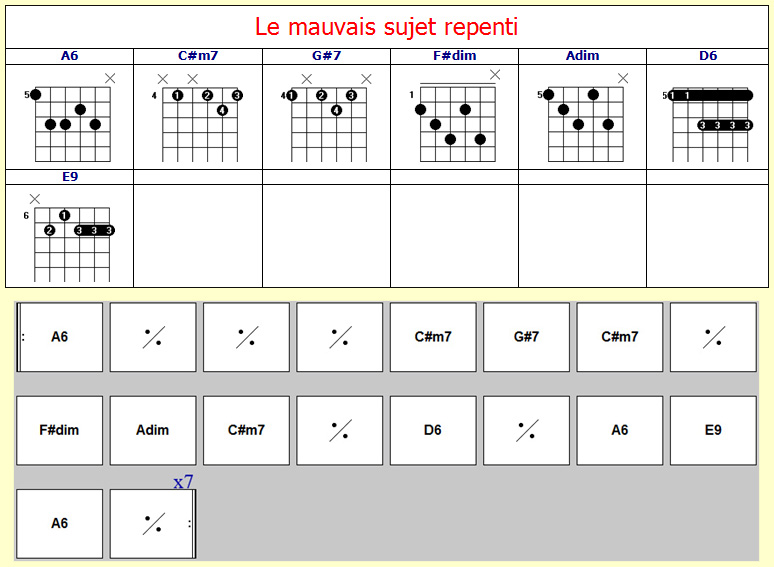 Le mauvais sujet repenti
A6 C#m7 G#7 F#dim Adim D6
× × × × × × ×
5 4 1 2 3 4 1 2 3 1 5 5 1 1
4 4 3 3 3 3
E9
×
6 1
2 3 3 3
: A6 ٪ ٪ ٪ C#m7 G#7 C#m7 ٪
F#dim Adim C#m7 ٪ D6 ٪ A6 E9
x7
A6 ٪ :